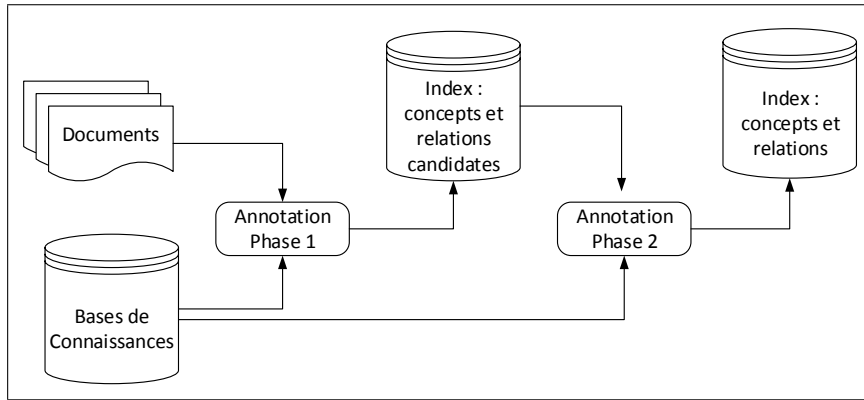 Documents
Bases de
Connaissances
Annotation
Phase 1
Index :
concepts et
relations
candidates
Annotation
Phase 2
Index :
concepts et
relations